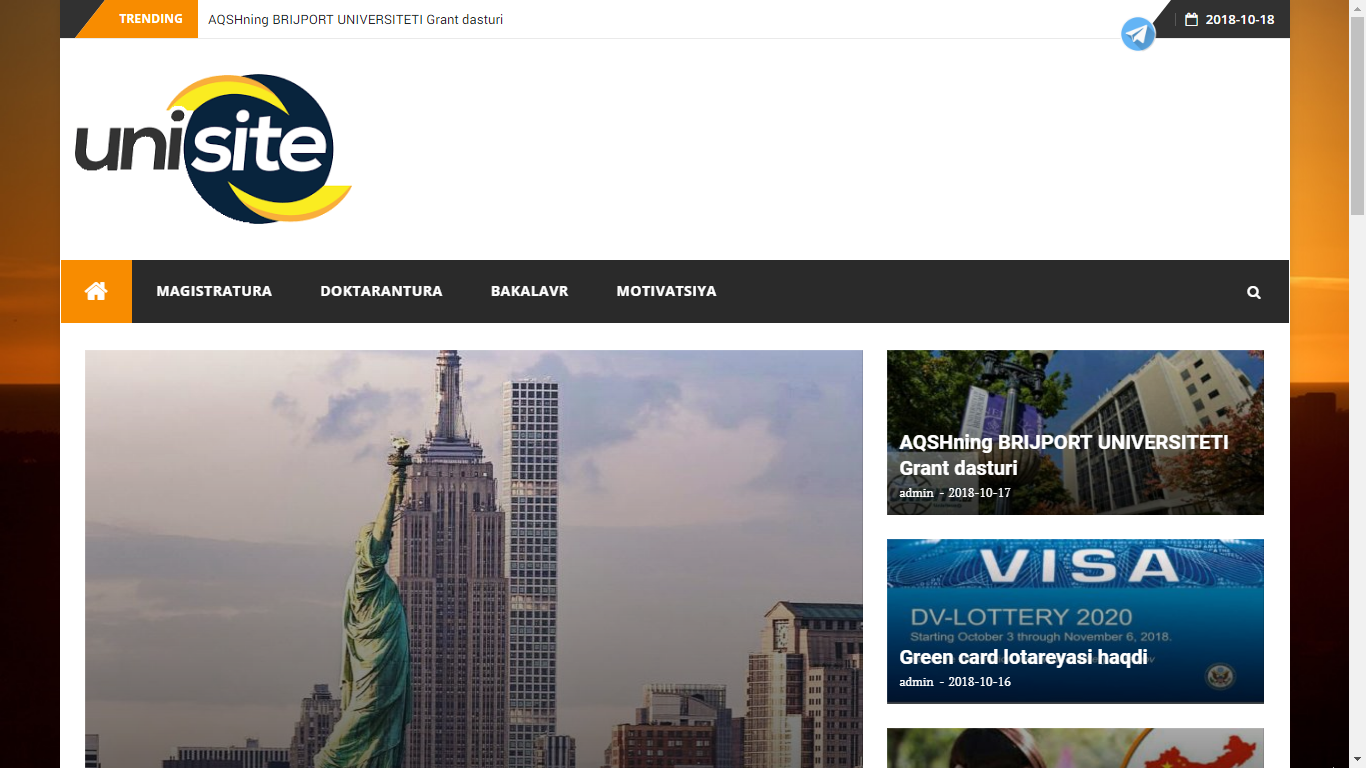 TRENDING
AQSHning BRIJPORT UNIVERSITETI Grant dasturi
2018-10-18
unisite
MAGISTRATURA
DOKTARANTURA
BAKALAVR
MOTIVATSIYA
AQSHning BRIJPORT UNIVERSITETI
Grant dasturi
admin - 2018-10-17
VISA
DV-LOTTERY 2020
Starting October 3 through November 6, 2018.
Green card lotareyasi haqdi
admin - 2018-10-16